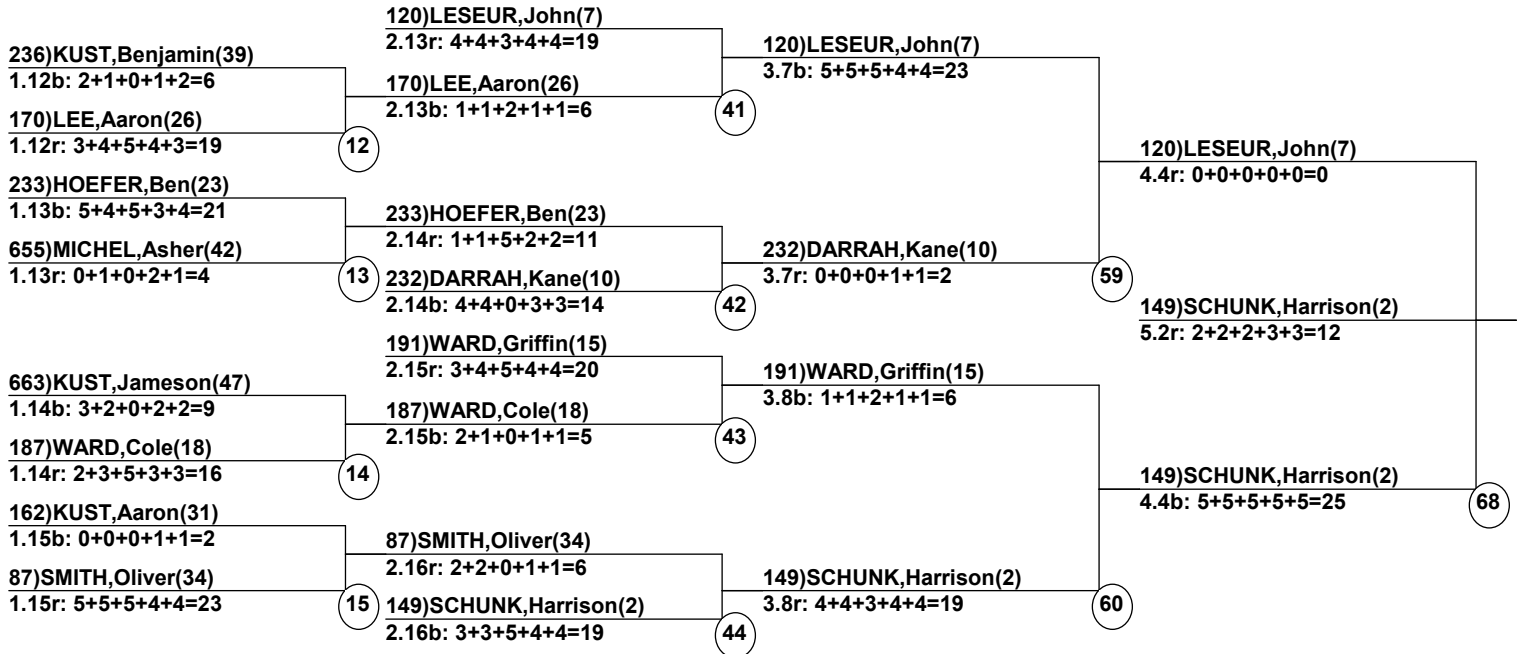 236)KUST,Benjamin(39)
1.12b: 2+1+0+1+2=6
170)LEE,Aaron(26)
1.12r: 3+4+5+4+3=19
12
233)HOEFER,Ben(23)
1.13b: 5+4+5+3+4=21
655)MICHEL,Asher(42)
1.13r: 0+1+0+2+1=4
13
663)KUST,Jameson(47)
1.14b: 3+2+0+2+2=9
187)WARD,Cole(18)
1.14r: 2+3+5+3+3=16
14
162)KUST,Aaron(31)
1.15b: 0+0+0+1+1=2
87)SMITH,Oliver(34)
1.15r: 5+5+5+4+4=23
15
120)LESEUR,John(7)
2.13r: 4+4+3+4+4=19
170)LEE,Aaron(26)
2.13b: 1+1+2+1+1=6
41
233)HOEFER,Ben(23)
2.14r: 1+1+5+2+2=11
232)DARRAH,Kane(10)
2.14b: 4+4+0+3+3=14
42
191)WARD,Griffin(15)
2.15r: 3+4+5+4+4=20
187)WARD,Cole(18)
2.15b: 2+1+0+1+1=5
43
87)SMITH,Oliver(34)
2.16r: 2+2+0+1+1=6
149)SCHUNK,Harrison(2)
2.16b: 3+3+5+4+4=19
44
120)LESEUR,John(7)
3.7b: 5+5+5+4+4=23
232)DARRAH,Kane(10)
3.7r: 0+0+0+1+1=2
59
191)WARD,Griffin(15)
3.8b: 1+1+2+1+1=6
149)SCHUNK,Harrison(2)
3.8r: 4+4+3+4+4=19
60
120)LESEUR,John(7)
4.4r: 0+0+0+0+0=0
149)SCHUNK,Harrison(2)
5.2r: 2+2+2+3+3=12
149)SCHUNK,Harrison(2)
4.4b: 5+5+5+5+5=25
68